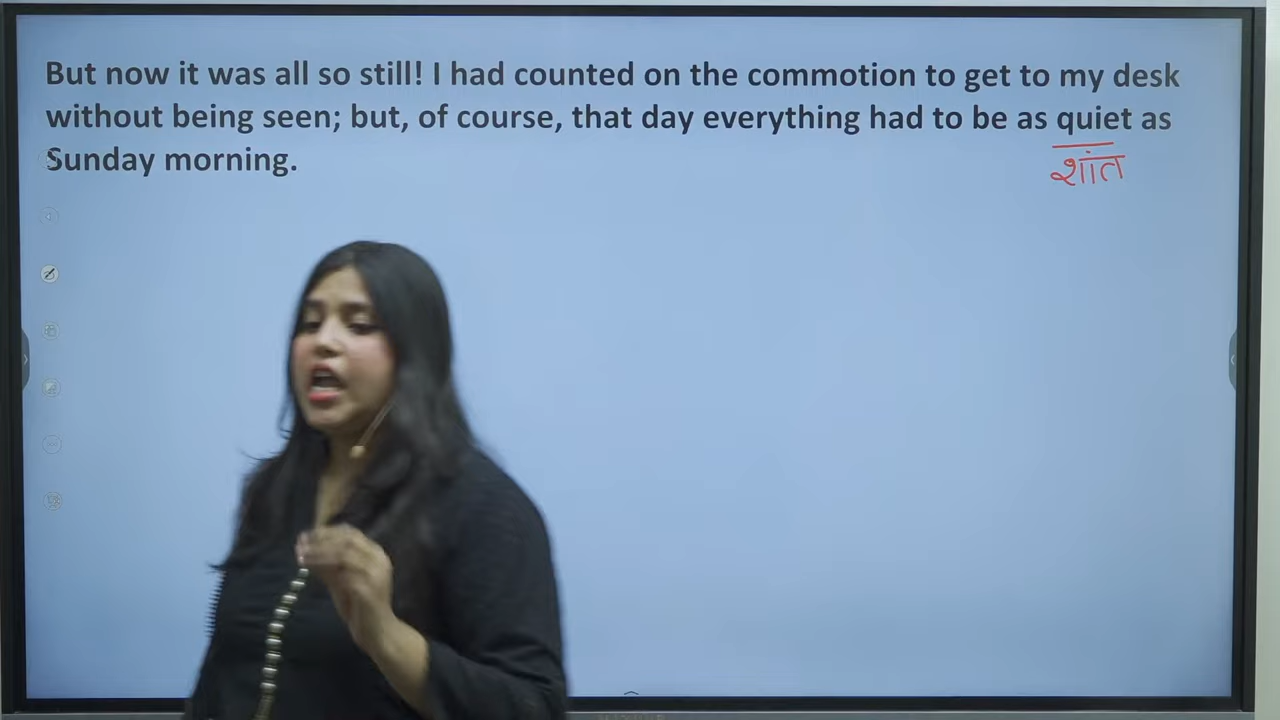 But now it was all so still! I had counted on the commotion to get to my desk
without being seen; but, of course, that day everything had to be as quiet as
Sunday morning.
शांत